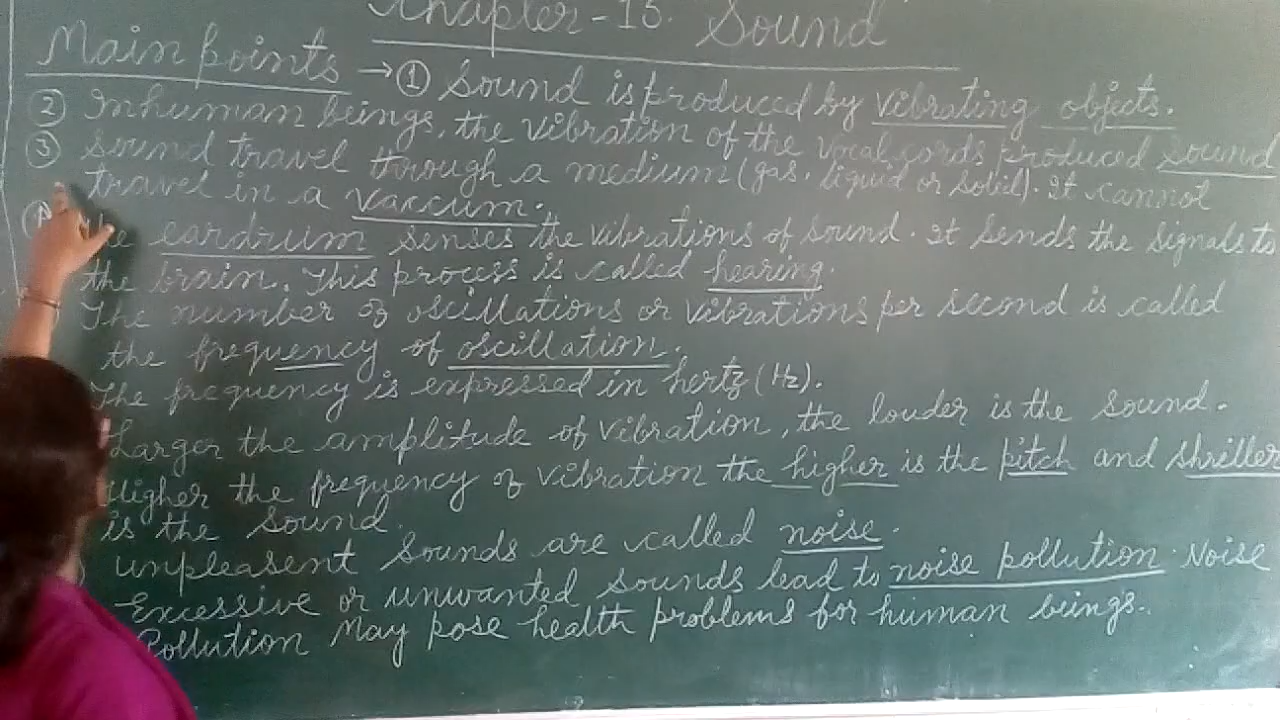 Chapter - 15. Sound
Main points → ① Sound is produced by vibrating objects.
② In human beings, the vibration of the vocal cords produced sound
③ Sound travel through a medium (gas, liquid or solid). It cannot
travel in a vaccum.
the eardrum senses the vibrations of sound. It sends the signals to
the brain. This process is called hearing.
The number of oscillations or vibrations per second is called
the frequency of oscillation.
The frequency is expressed in hertz (Hz).
Larger the amplitude of vibration, the louder is the sound.
Higher the frequency of vibration the higher is the pitch and shriller
is the sound.
unpleasent sounds are called noise.
Excessive or unwanted sounds lead to noise pollution. Noise
Pollution May pose health problems for human beings.